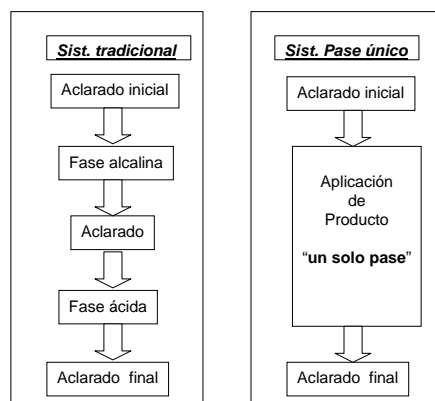 Sist. tradicional
Aclarado inicial
Fase alcalina
Aclarado
Fase ácida
Aclarado final
Sist. Pase único
Aclarado inicial
Aplicación
de
Producto
“un solo pase”
Aclarado final